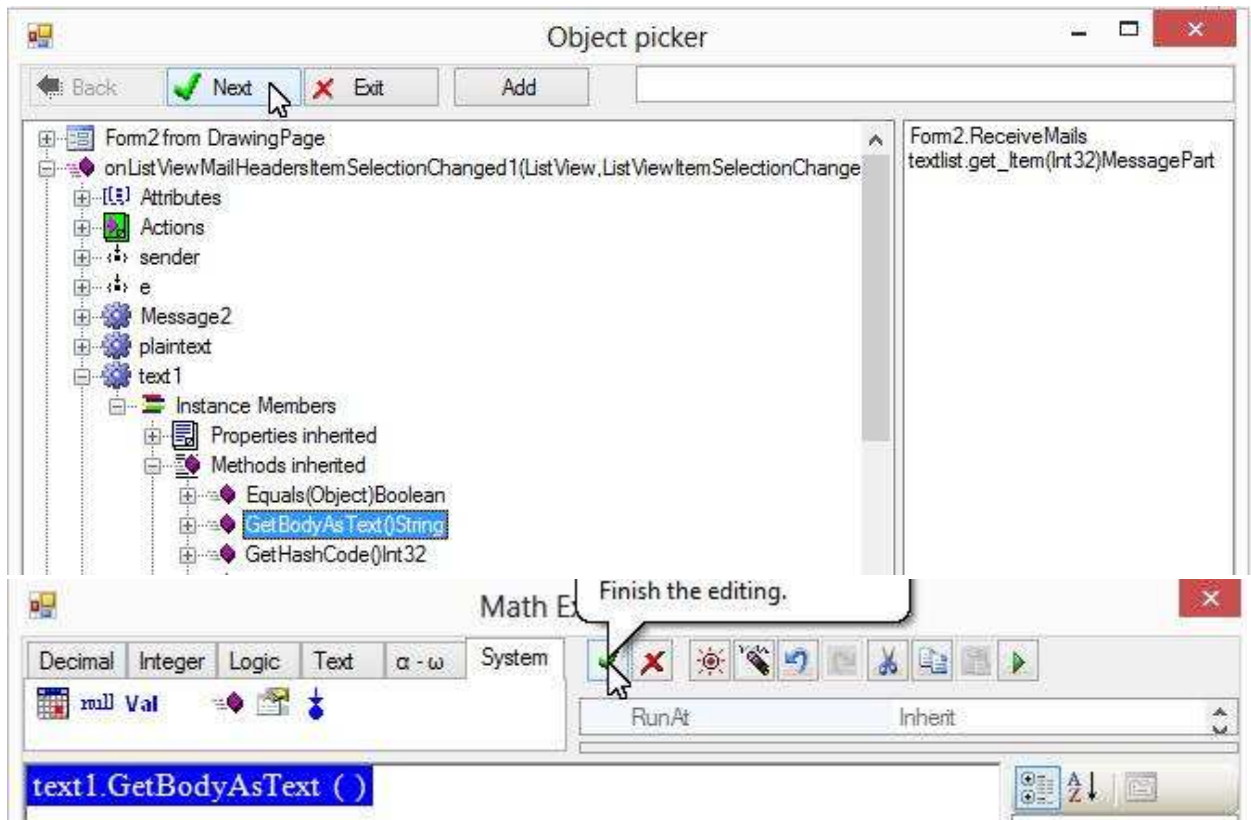 Object picker
Back Next Exit Add
Form2 from DrawingPage
onListViewMailHeadersItemSelectionChanged1(ListView,ListViewItemSelectionChange
Attributes
Actions
sender
e
Message2
plaintext
text1
Instance Members
Properties inherited
Methods inherited
Equals(Object)Boolean
GetBodyAsText()String
GetHashCode()Int32
Form2.ReceiveMails
textlist.get_Item(Int32)MessagePart
Math E
Finish the editing.
Decimal Integer Logic Text α - ω System
null Val
RunAt Inherit
text1.GetBodyAsText ( )